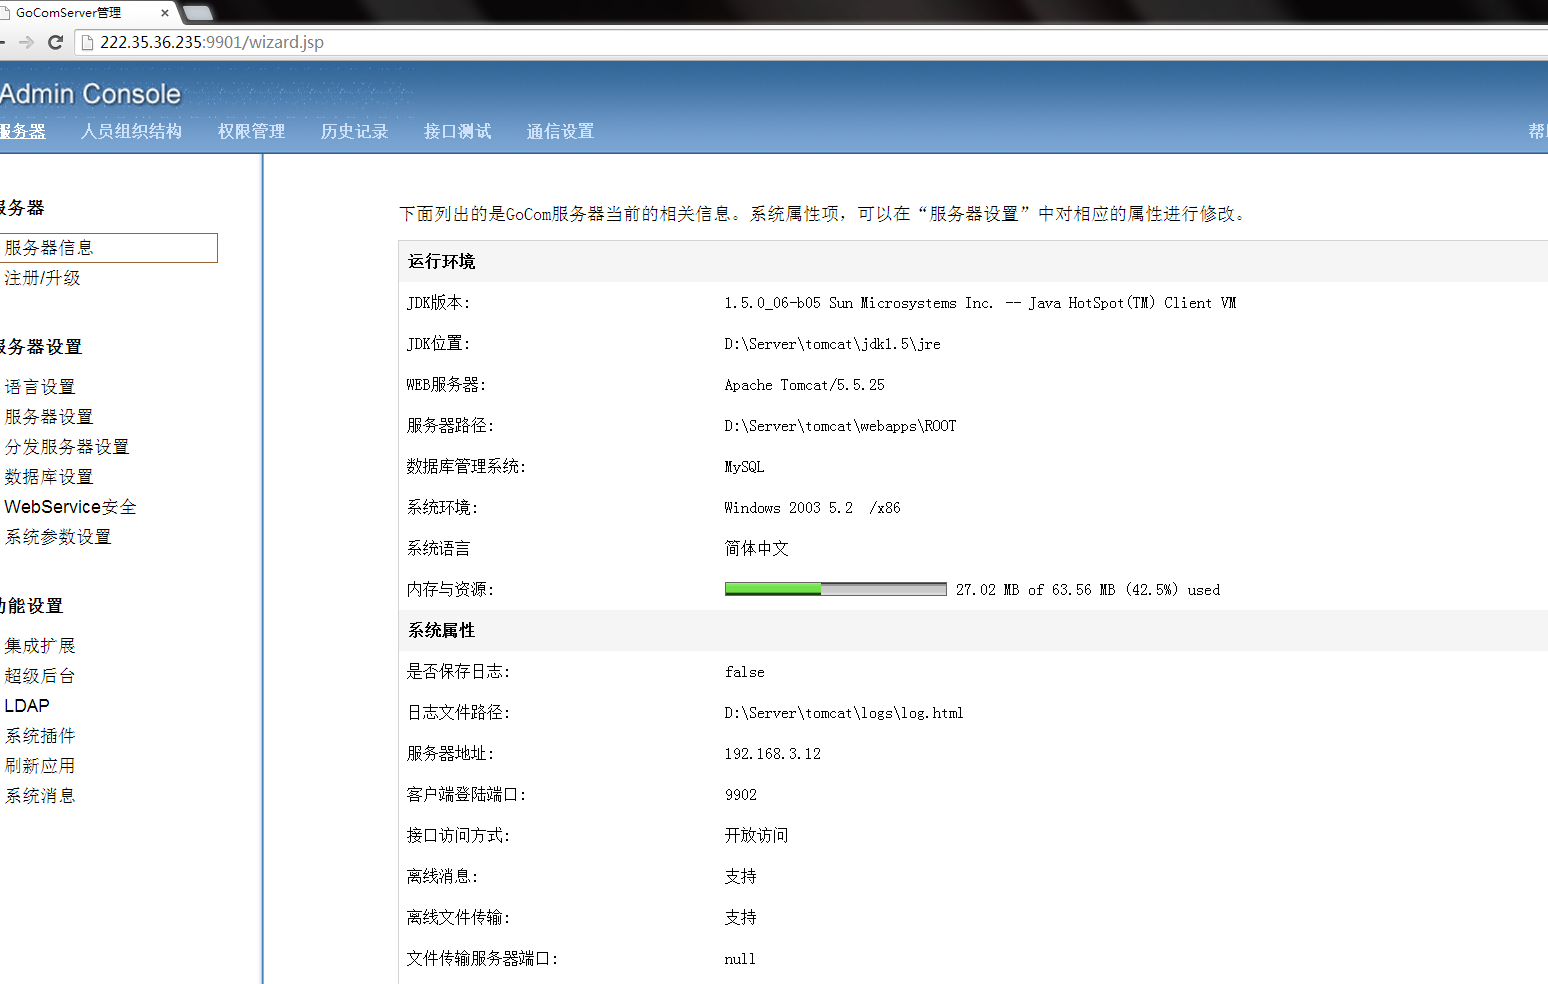 GoComServer管理
222.35.36.235:9901/wizard.jsp
Admin Console
服务器 人员组织结构 权限管理 历史记录 接口测试 通信设置
服务器
服务器信息
注册/升级
服务器设置
语言设置
服务器设置
分发服务器设置
数据库设置
WebService安全
系统参数设置
功能设置
集成扩展
超级后台
LDAP
系统插件
刷新应用
系统消息
下面列出的是GoCom服务器当前的相关信息。系统属性项，可以在“服务器设置”中对相应的属性进行修改。
运行环境
JDK版本: 1.5.0_06-b05 Sun Microsystems Inc. -- Java HotSpot(TM) Client VM
JDK位置: D:\Server\tomcat\jdk1.5\jre
WEB服务器: Apache Tomcat/5.5.25
服务器路径: D:\Server\tomcat\webapps\ROOT
数据库管理系统: MySQL
系统环境: Windows 2003 5.2 /x86
系统语言 简体中文
内存与资源: 27.02 MB of 63.56 MB (42.5%) used
系统属性
是否保存日志: false
日志文件路径: D:\Server\tomcat\logs\log.html
服务器地址: 192.168.3.12
客户端登陆端口: 9902
接口访问方式: 开放访问
离线消息: 支持
离线文件传输: 支持
文件传输服务器端口: null